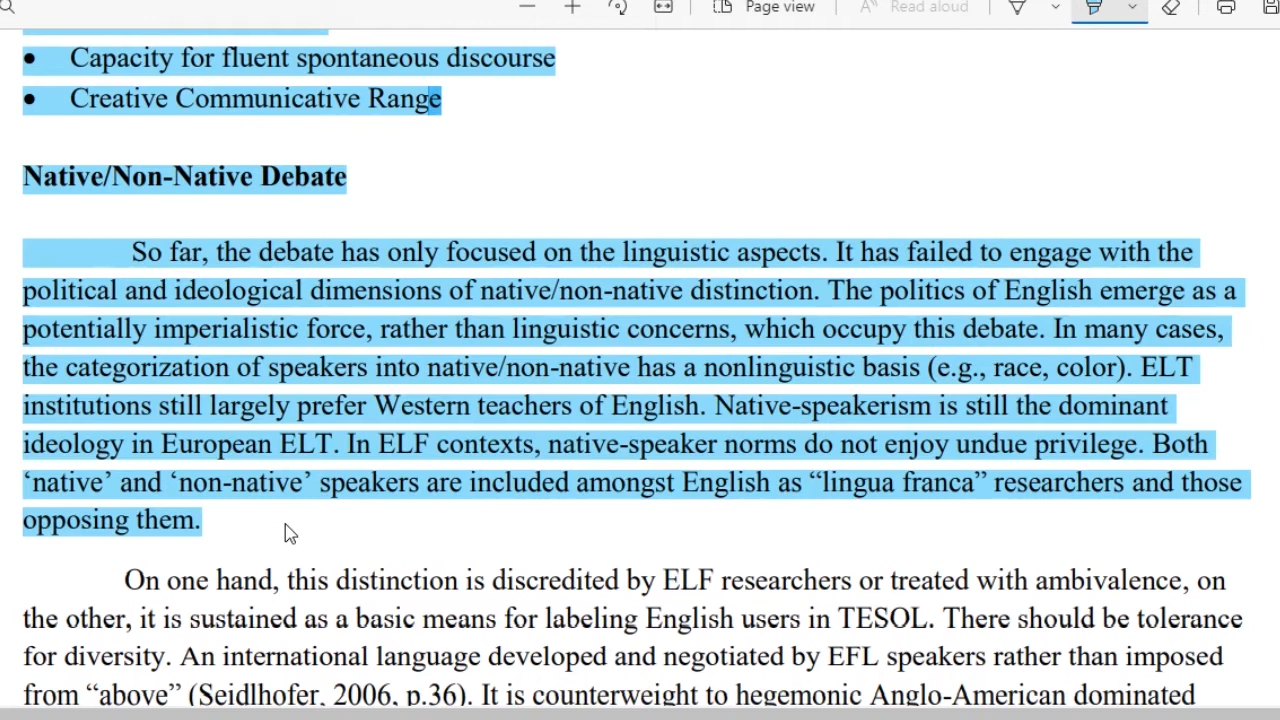 Page view
Read aloud
• Capacity for fluent spontaneous discourse
• Creative Communicative Range
Native/Non-Native Debate
So far, the debate has only focused on the linguistic aspects. It has failed to engage with the
political and ideological dimensions of native/non-native distinction. The politics of English emerge as a
potentially imperialistic force, rather than linguistic concerns, which occupy this debate. In many cases,
the categorization of speakers into native/non-native has a nonlinguistic basis (e.g., race, color). ELT
institutions still largely prefer Western teachers of English. Native-speakerism is still the dominant
ideology in European ELT. In ELF contexts, native-speaker norms do not enjoy undue privilege. Both
‘native’ and ‘non-native’ speakers are included amongst English as “lingua franca” researchers and those
opposing them.
On one hand, this distinction is discredited by ELF researchers or treated with ambivalence, on
the other, it is sustained as a basic means for labeling English users in TESOL. There should be tolerance
for diversity. An international language developed and negotiated by EFL speakers rather than imposed
from “above” (Seidlhofer, 2006, p.36). It is counterweight to hegemonic Anglo-American dominated